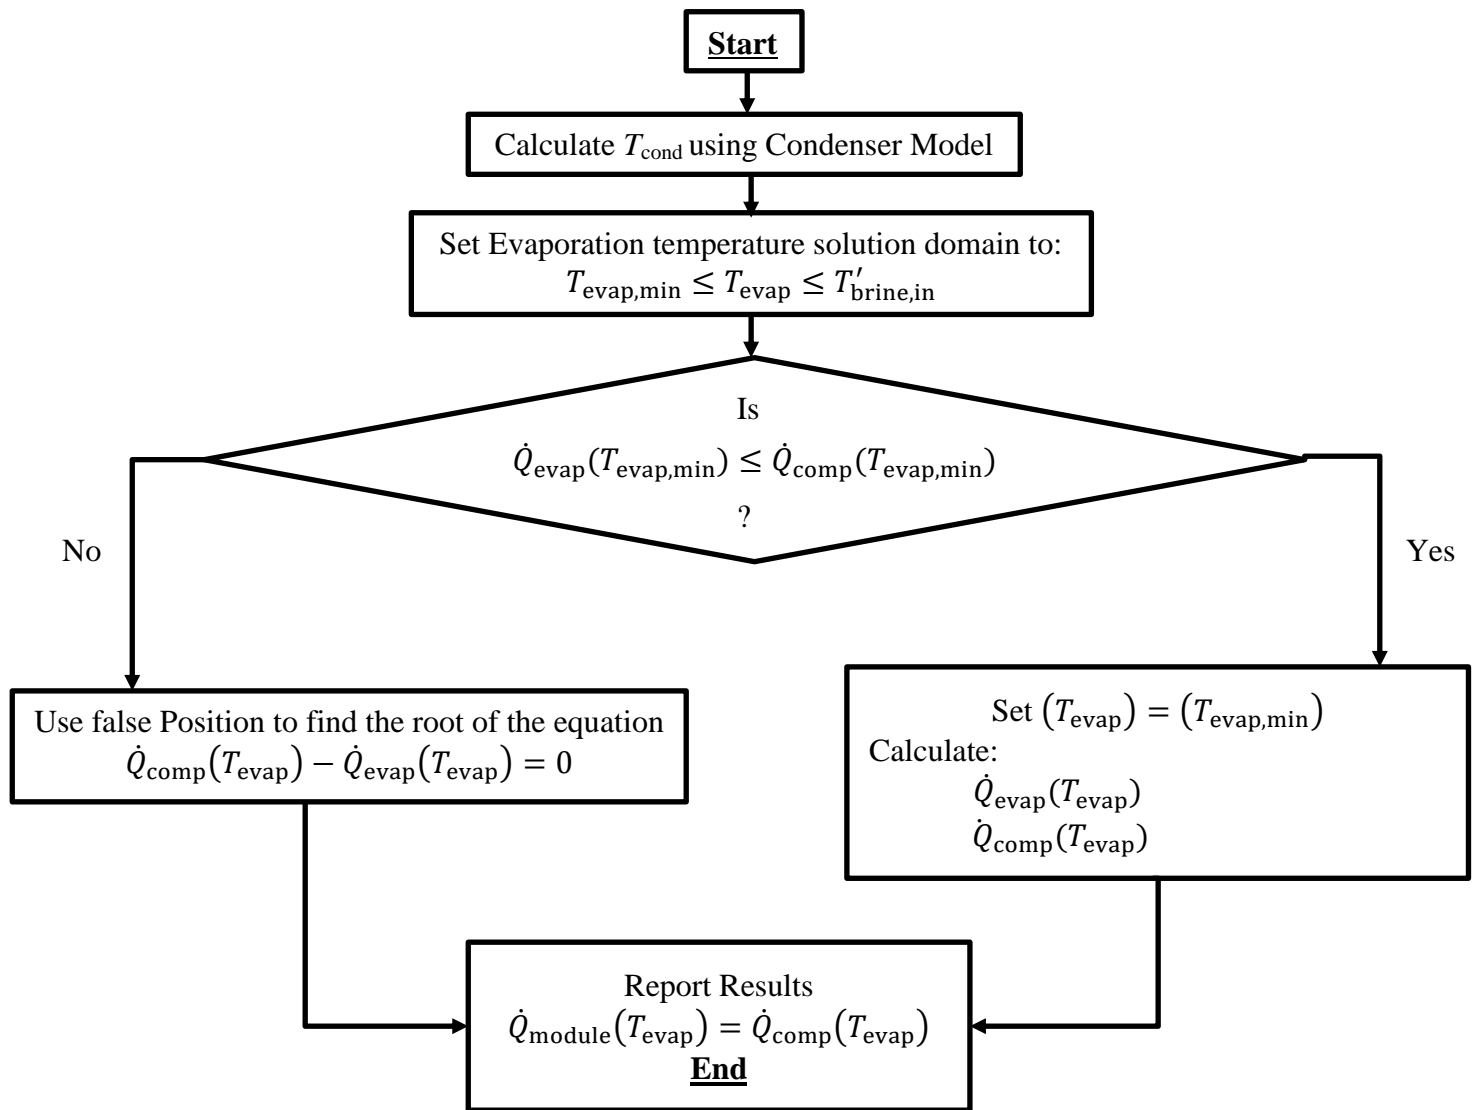 Start
Calculate T_cond using Condenser Model
Set Evaporation temperature solution domain to:
T_evap,min ≤ T_evap ≤ T′_brine,in
Is
Q̇_evap(T_evap,min) ≤ Q̇_comp(T_evap,min)
?
No
Yes
Use false Position to find the root of the equation
Q̇_comp(T_evap) − Q̇_evap(T_evap) = 0
Set (T_evap) = (T_evap,min)
Calculate:
Q̇_evap(T_evap)
Q̇_comp(T_evap)
Report Results
Q̇_module(T_evap) = Q̇_comp(T_evap)
End